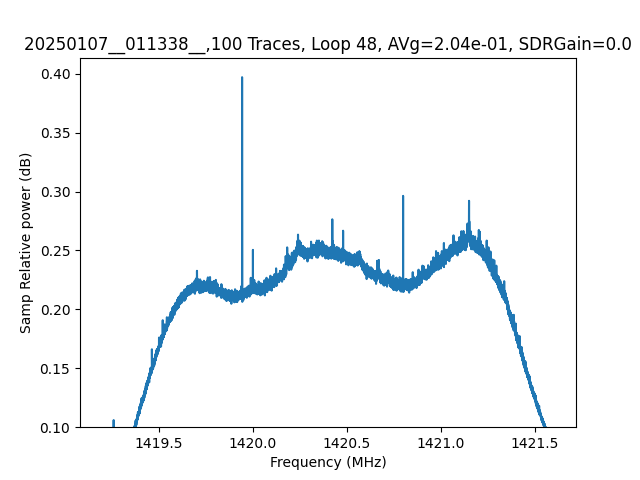 20250107__011338__,100 Traces, Loop 48, AVg=2.04e-01, SDRGain=0.0
0.40
0.35
0.30
0.25
0.20
0.15
0.10
Samp Relative power (dB)
1419.5 1420.0 1420.5 1421.0 1421.5
Frequency (MHz)